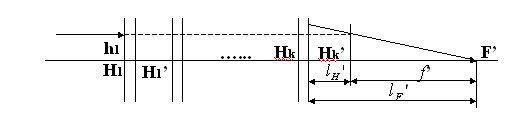 h1
H1 H1’ …… Hk Hk’ F’
l_H' f’
l_F'